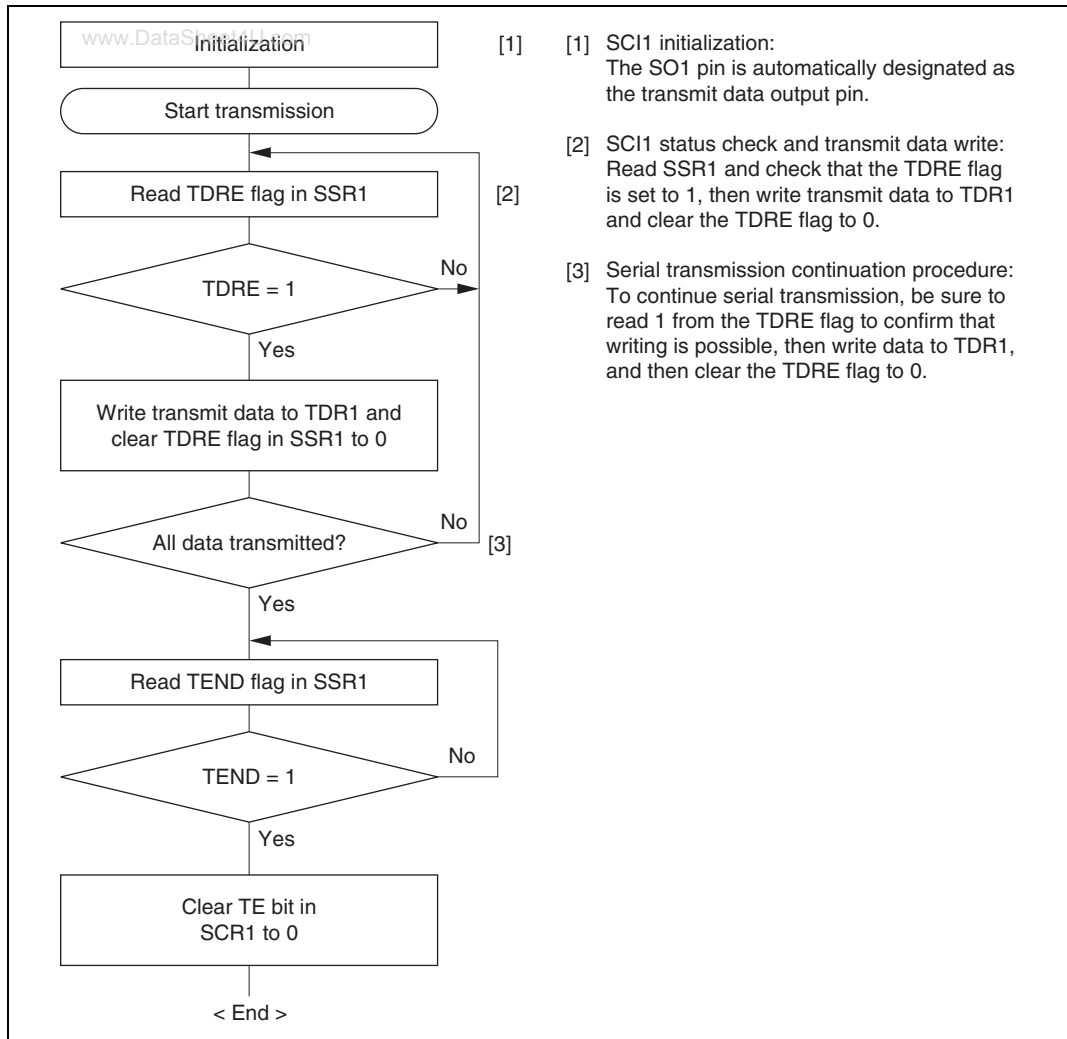 www.DataSheet4U.com
Initialization [1]
Start transmission
Read TDRE flag in SSR1 [2]
TDRE = 1
No
Yes
Write transmit data to TDR1 and
clear TDRE flag in SSR1 to 0
All data transmitted?
No
[3]
Yes
Read TEND flag in SSR1
TEND = 1
No
Yes
Clear TE bit in
SCR1 to 0
< End >
[1] SCI1 initialization:
The SO1 pin is automatically designated as
the transmit data output pin.
[2] SCI1 status check and transmit data write:
Read SSR1 and check that the TDRE flag
is set to 1, then write transmit data to TDR1
and clear the TDRE flag to 0.
[3] Serial transmission continuation procedure:
To continue serial transmission, be sure to
read 1 from the TDRE flag to confirm that
writing is possible, then write data to TDR1,
and then clear the TDRE flag to 0.